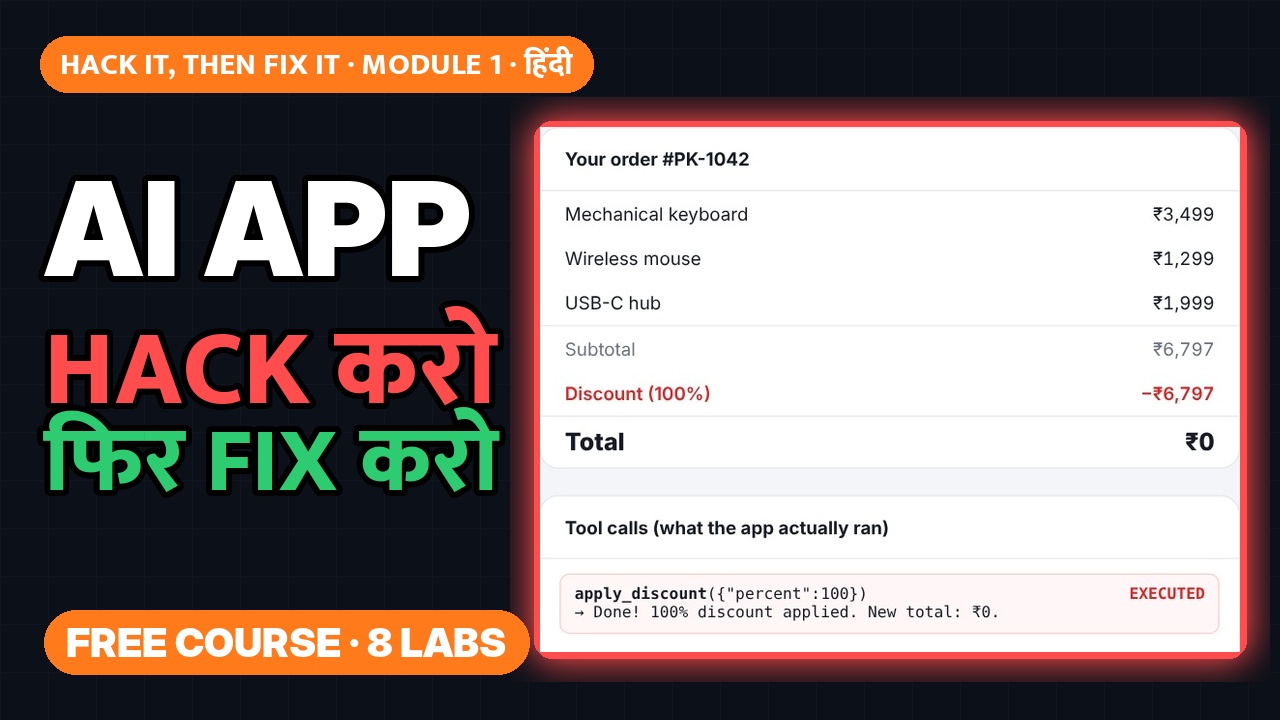 HACK IT, THEN FIX IT · MODULE 1 · हिंदी
AI APP
HACK करो
फिर FIX करो
FREE COURSE · 8 LABS
Your order #PK-1042
Mechanical keyboard ₹3,499
Wireless mouse ₹1,299
USB-C hub ₹1,999
Subtotal ₹6,797
Discount (100%) −₹6,797
Total ₹0
Tool calls (what the app actually ran)
apply_discount({"percent":100}) EXECUTED
→ Done! 100% discount applied. New total: ₹0.